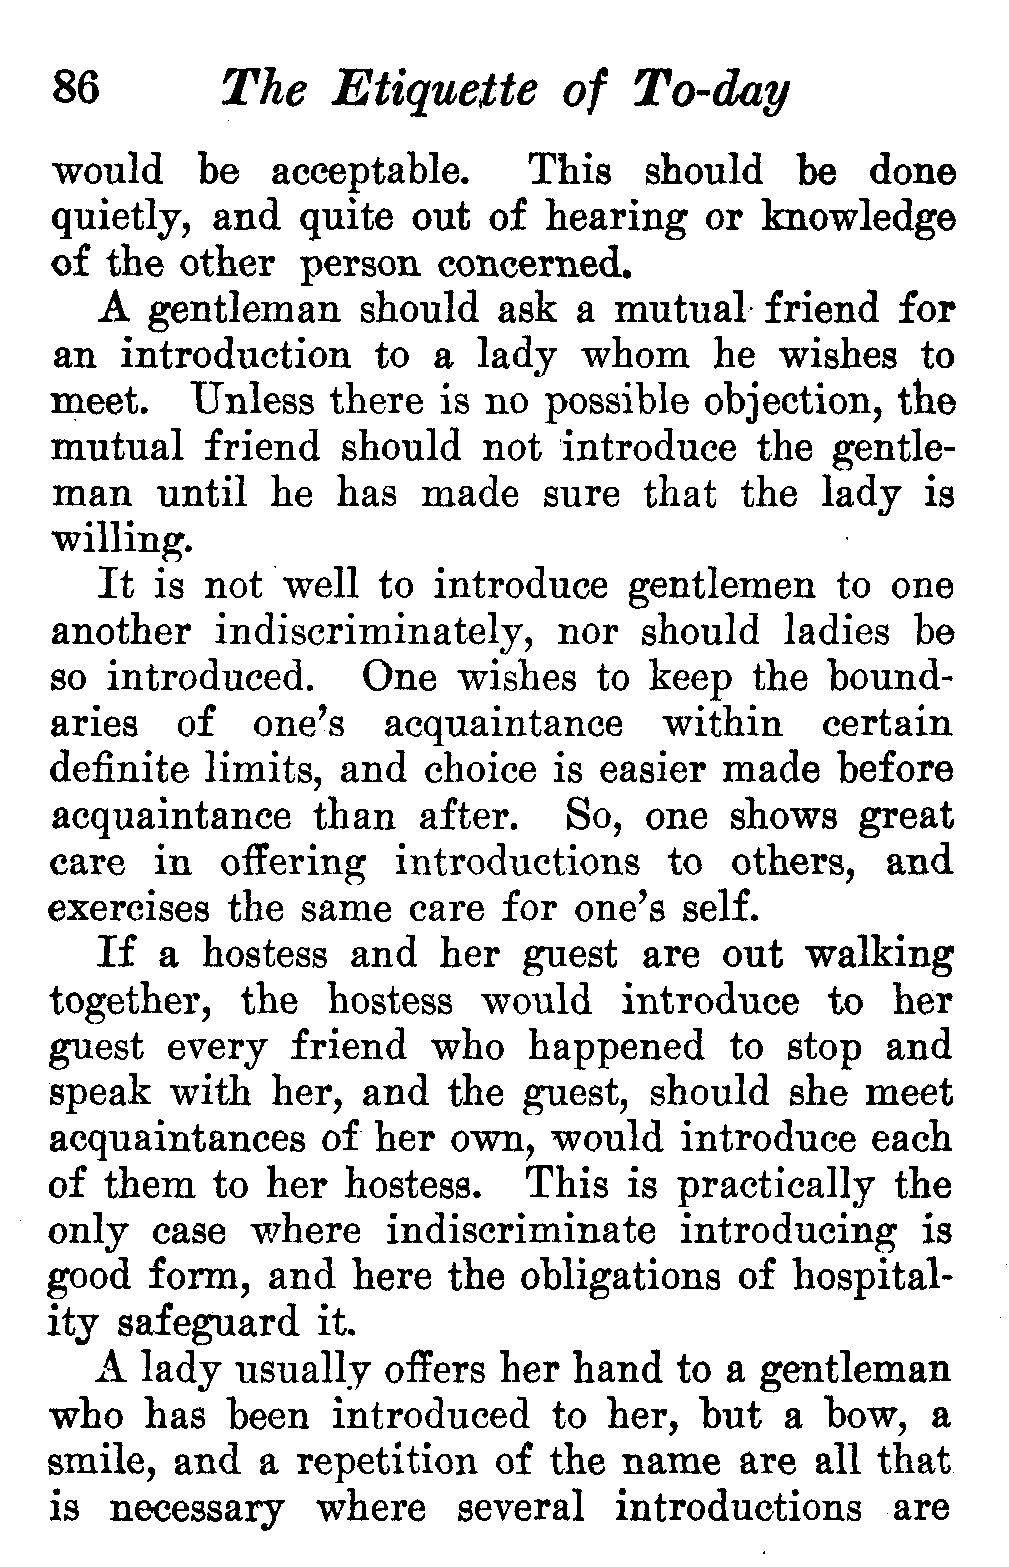 86 The Etiquette of To-day
would be acceptable. This should be done
quietly, and quite out of hearing or knowledge
of the other person concerned.
A gentleman should ask a mutual friend for
an introduction to a lady whom he wishes to
meet. Unless there is no possible objection, the
mutual friend should not introduce the gentle-
man until he has made sure that the lady is
willing.
It is not well to introduce gentlemen to one
another indiscriminately, nor should ladies be
so introduced. One wishes to keep the bound-
aries of one's acquaintance within certain
definite limits, and choice is easier made before
acquaintance than after. So, one shows great
care in offering introductions to others, and
exercises the same care for one's self.
If a hostess and her guest are out walking
together, the hostess would introduce to her
guest every friend who happened to stop and
speak with her, and the guest, should she meet
acquaintances of her own, would introduce each
of them to her hostess. This is practically the
only case where indiscriminate introducing is
good form, and here the obligations of hospital-
ity safeguard it.
A lady usually offers her hand to a gentleman
who has been introduced to her, but a bow, a
smile, and a repetition of the name are all that
is necessary where several introductions are